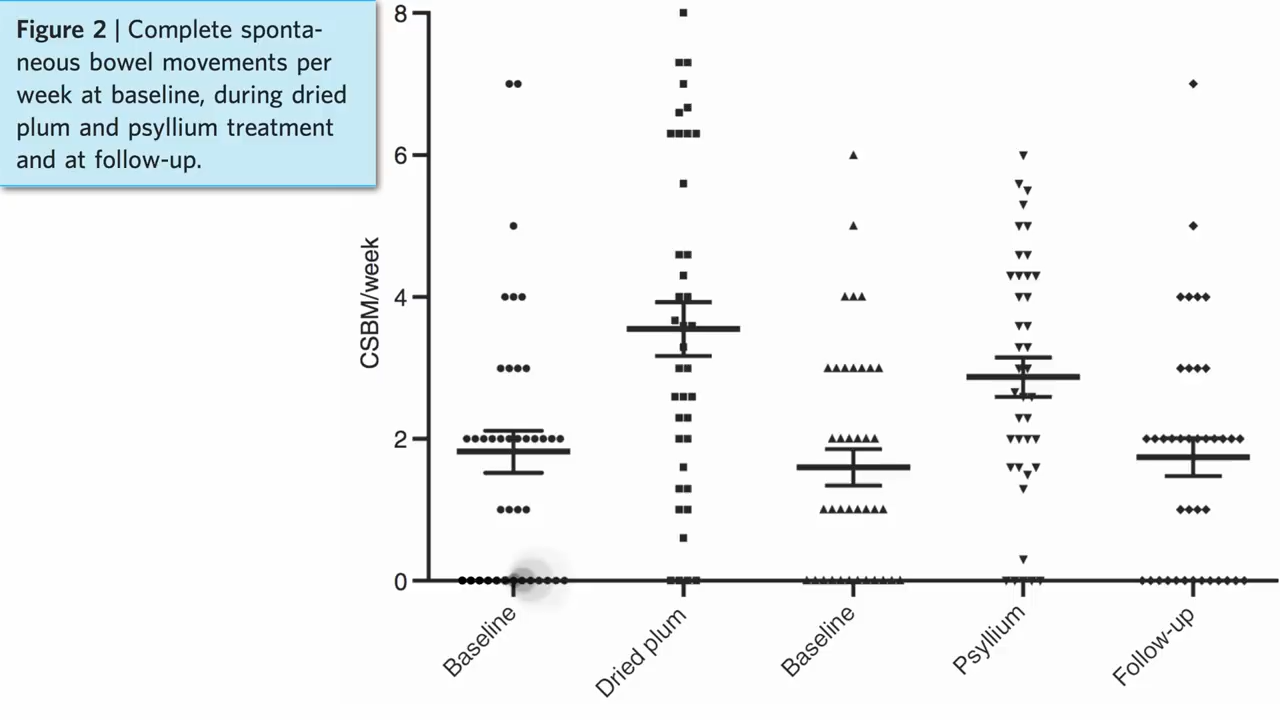 Figure 2 | Complete sponta-
neous bowel movements per
week at baseline, during dried
plum and psyllium treatment
and at follow-up.
CSBM/week
8
6
4
2
0
Baseline
Dried plum
Baseline
Psyllium
Follow-up